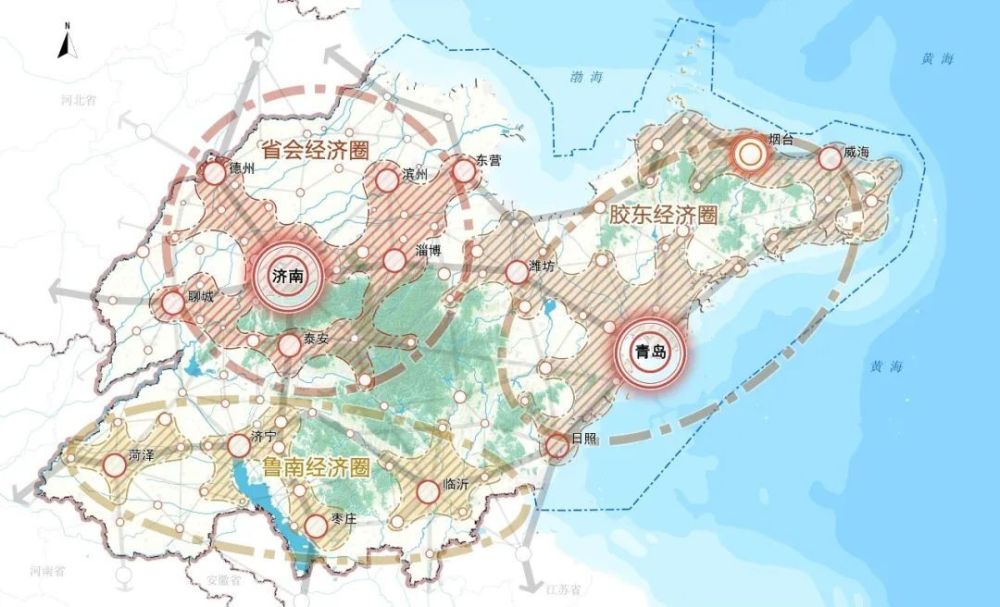 N
渤海
黄海
河北省
省会经济圈
烟台
威海
德州
滨州
东营
胶东经济圈
淄博
潍坊
济南
聊城
泰安
青岛
黄海
日照
济宁
菏泽
鲁南经济圈
临沂
枣庄
河南省
安徽省
江苏省